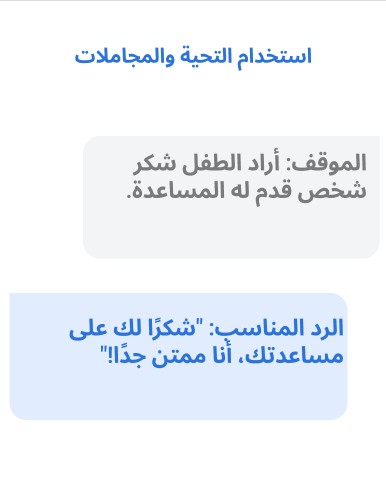 استخدام التحية والمجاملات
الموقف: أراد الطفل شكر
شخص قدم له المساعدة.
الرد المناسب: "شكرًا لك على
مساعدتك، أنا ممتن جدًا!"